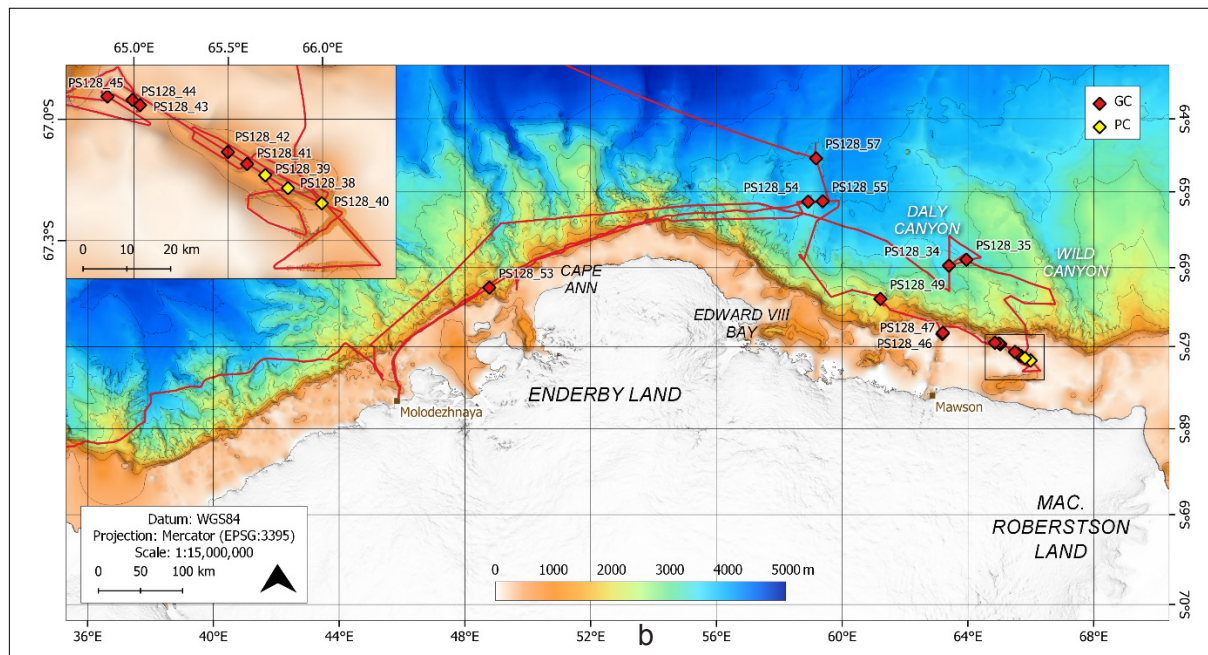 65.0°E 65.5°E 66.0°E
PS128_45
PS128_44
PS128_43
67.0°S
PS128_42
PS128_41
PS128_39
PS128_38
PS128_40
67.3°S
0 10 20 km
GC
PC
64°S
65°S
66°S
67°S
68°S
69°S
70°S
PS128_57
PS128_54
PS128_55
DALY
CANYON
PS128_34
PS128_35
WILD
CANYON
PS128_53
CAPE
ANN
PS128_49
EDWARD VIII
BAY
PS128_47
PS128_46
ENDERBY LAND
Molodezhnaya
Mawson
MAC.
ROBERSTSON
LAND
Datum: WGS84
Projection: Mercator (EPSG:3395)
Scale: 1:15,000,000
0 50 100 km
0 1000 2000 3000 4000 5000 m
36°E 40°E 44°E 48°E 52°E 56°E 60°E 64°E 68°E
b